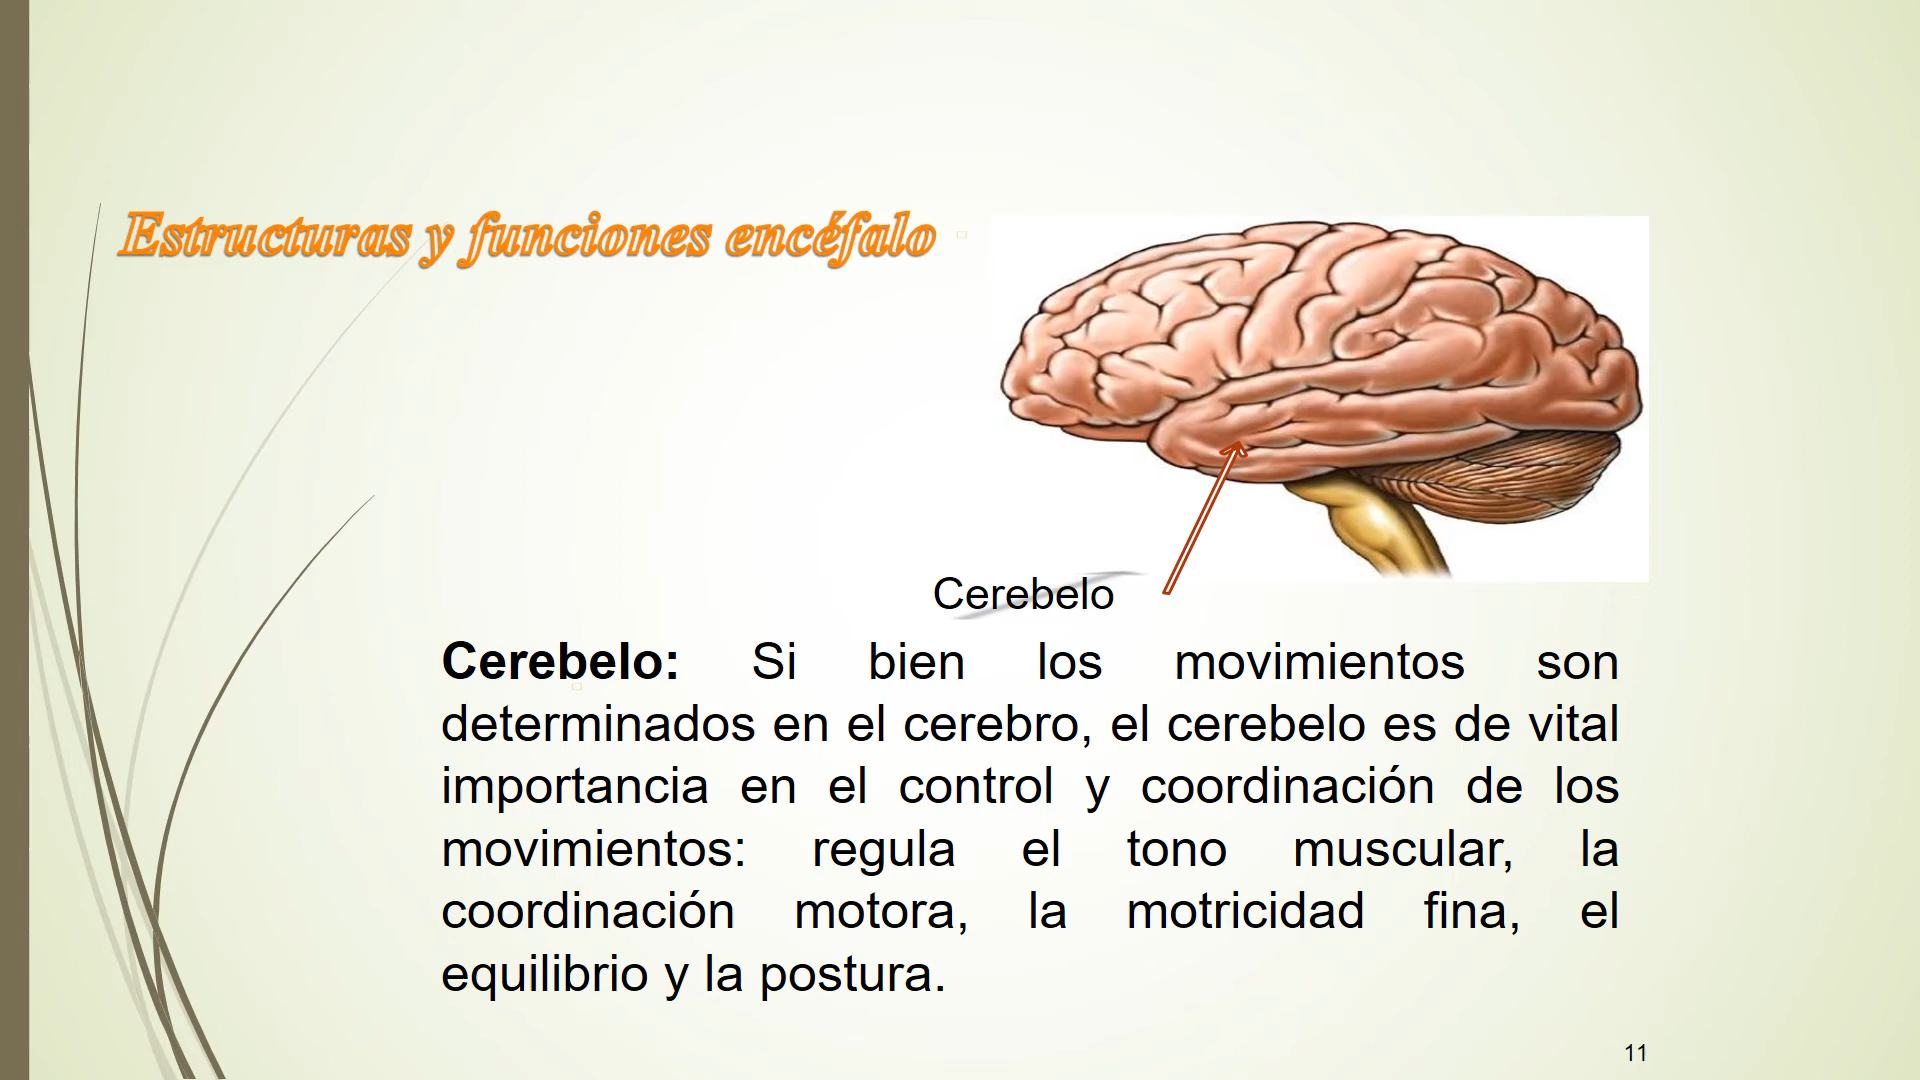 Estructuras y funciones encéfalo
Cerebelo
Cerebelo: Si bien los movimientos son
determinados en el cerebro, el cerebelo es de vital
importancia en el control y coordinación de los
movimientos: regula el tono muscular, la
coordinación motora, la motricidad fina, el
equilibrio y la postura.
11